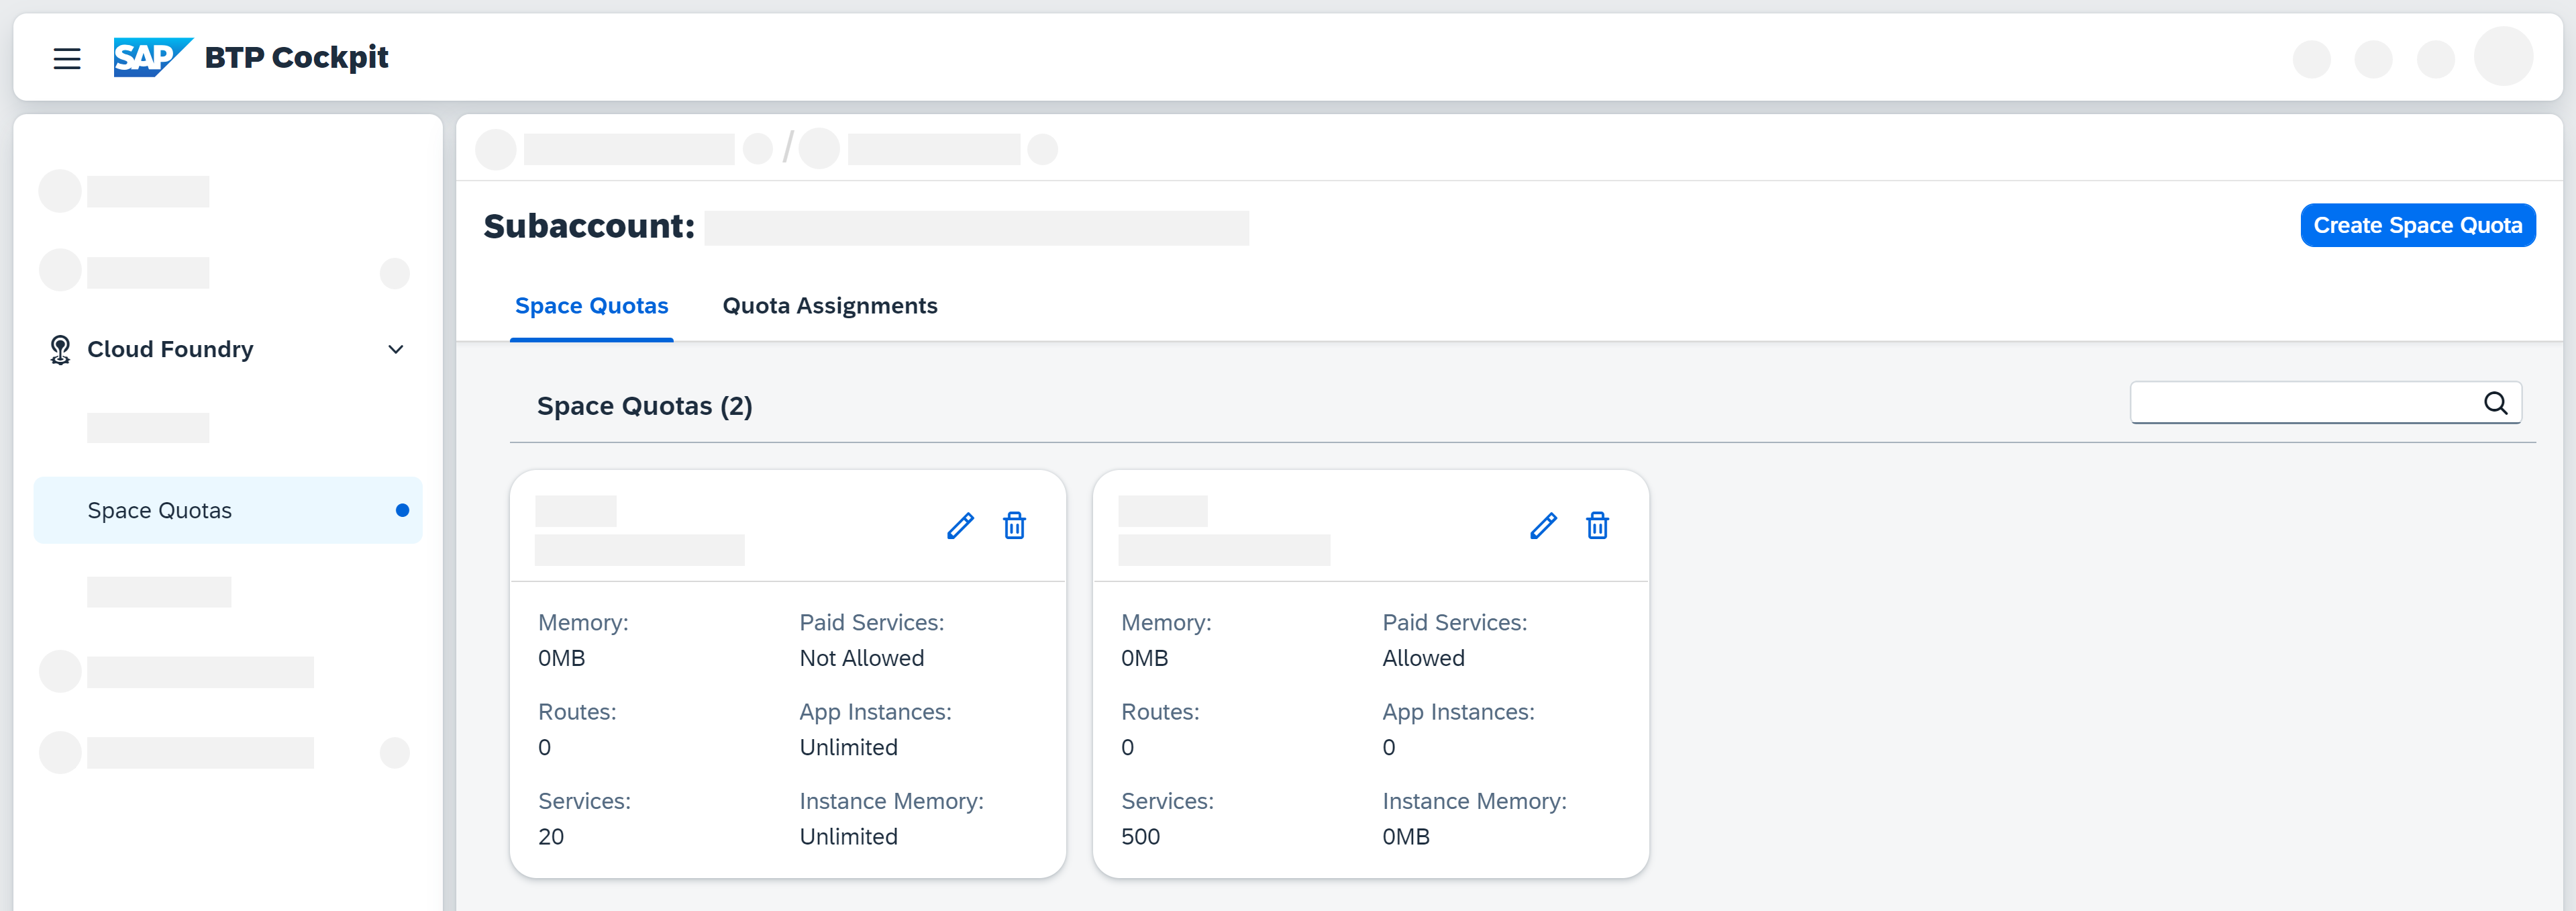 SAP BTP Cockpit
Subaccount:
Create Space Quota
Space Quotas Quota Assignments
Cloud Foundry
Space Quotas (2)
Space Quotas
Memory: Paid Services:
0MB Not Allowed
Routes: App Instances:
0 Unlimited
Services: Instance Memory:
20 Unlimited
Memory: Paid Services:
0MB Allowed
Routes: App Instances:
0 0
Services: Instance Memory:
500 0MB